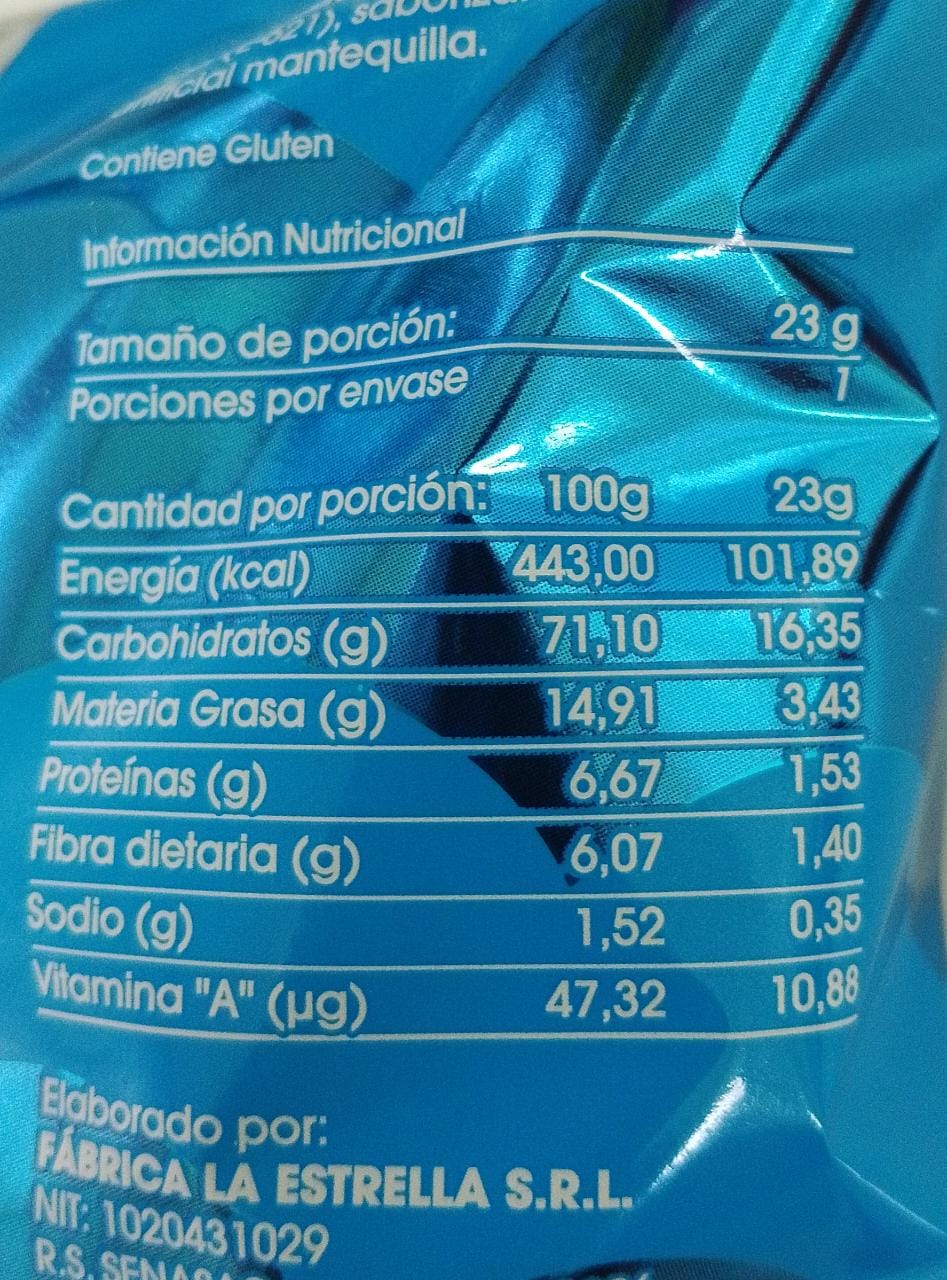 mantequilla.
Contiene Gluten
Información Nutricional
Tamaño de porción: 23 g
Porciones por envase 1
Cantidad por porción: 100g 23g
Energía (kcal) 443,00 101,89
Carbohidratos (g) 71,10 16,35
Materia Grasa (g) 14,91 3,43
Proteínas (g) 6,67 1,53
Fibra dietaria (g) 6,07 1,40
Sodio (g) 1,52 0,35
Vitamina "A" (µg) 47,32 10,88
Elaborado por:
FÁBRICA LA ESTRELLA S.R.L.
NIT: 1020431029
R.S.